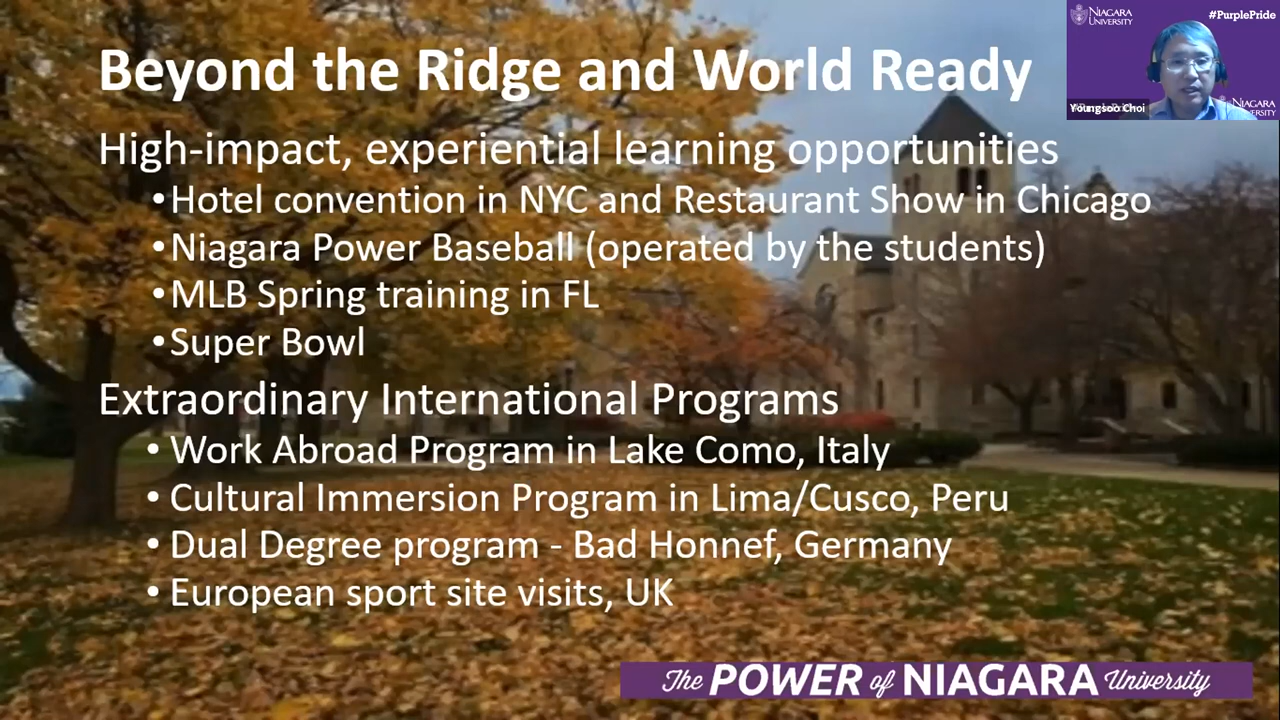 Beyond the Ridge and World Ready
NIAGARA
UNIVERSITY
#PurplePride
Youngsoo Choi
NIAGARA
UNIVERSITY
High-impact, experiential learning opportunities
•Hotel convention in NYC and Restaurant Show in Chicago
•Niagara Power Baseball (operated by the students)
•MLB Spring training in FL
•Super Bowl
Extraordinary International Programs
• Work Abroad Program in Lake Como, Italy
• Cultural Immersion Program in Lima/Cusco, Peru
• Dual Degree program - Bad Honnef, Germany
• European sport site visits, UK
The POWER of NIAGARA University